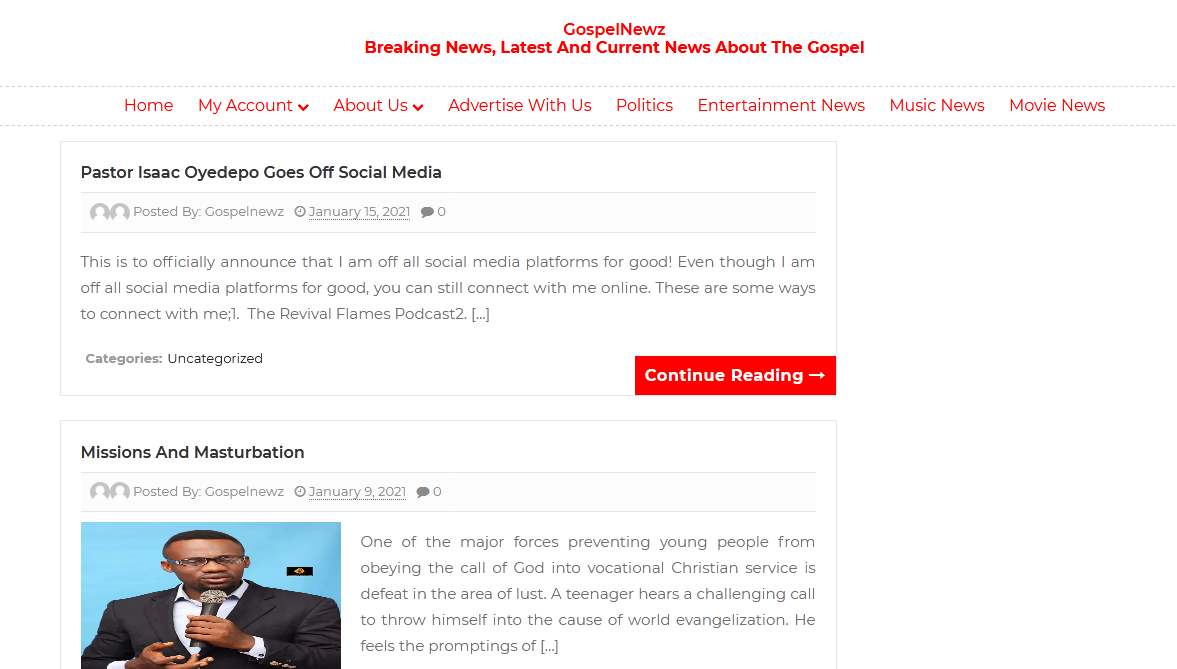 GospelNewz
Breaking News, Latest And Current News About The Gospel
Home My Account About Us Advertise With Us Politics Entertainment News Music News Movie News
Pastor Isaac Oyedepo Goes Off Social Media
Posted By: Gospelnewz January 15, 2021 0
This is to officially announce that I am off all social media platforms for good! Even though I am
off all social media platforms for good, you can still connect with me online. These are some ways
to connect with me;1. The Revival Flames Podcast2. [...]
Categories: Uncategorized
Continue Reading →
Missions And Masturbation
Posted By: Gospelnewz January 9, 2021 0
One of the major forces preventing young people from
obeying the call of God into vocational Christian service is
defeat in the area of lust. A teenager hears a challenging call
to throw himself into the cause of world evangelization. He
feels the promptings of [...]